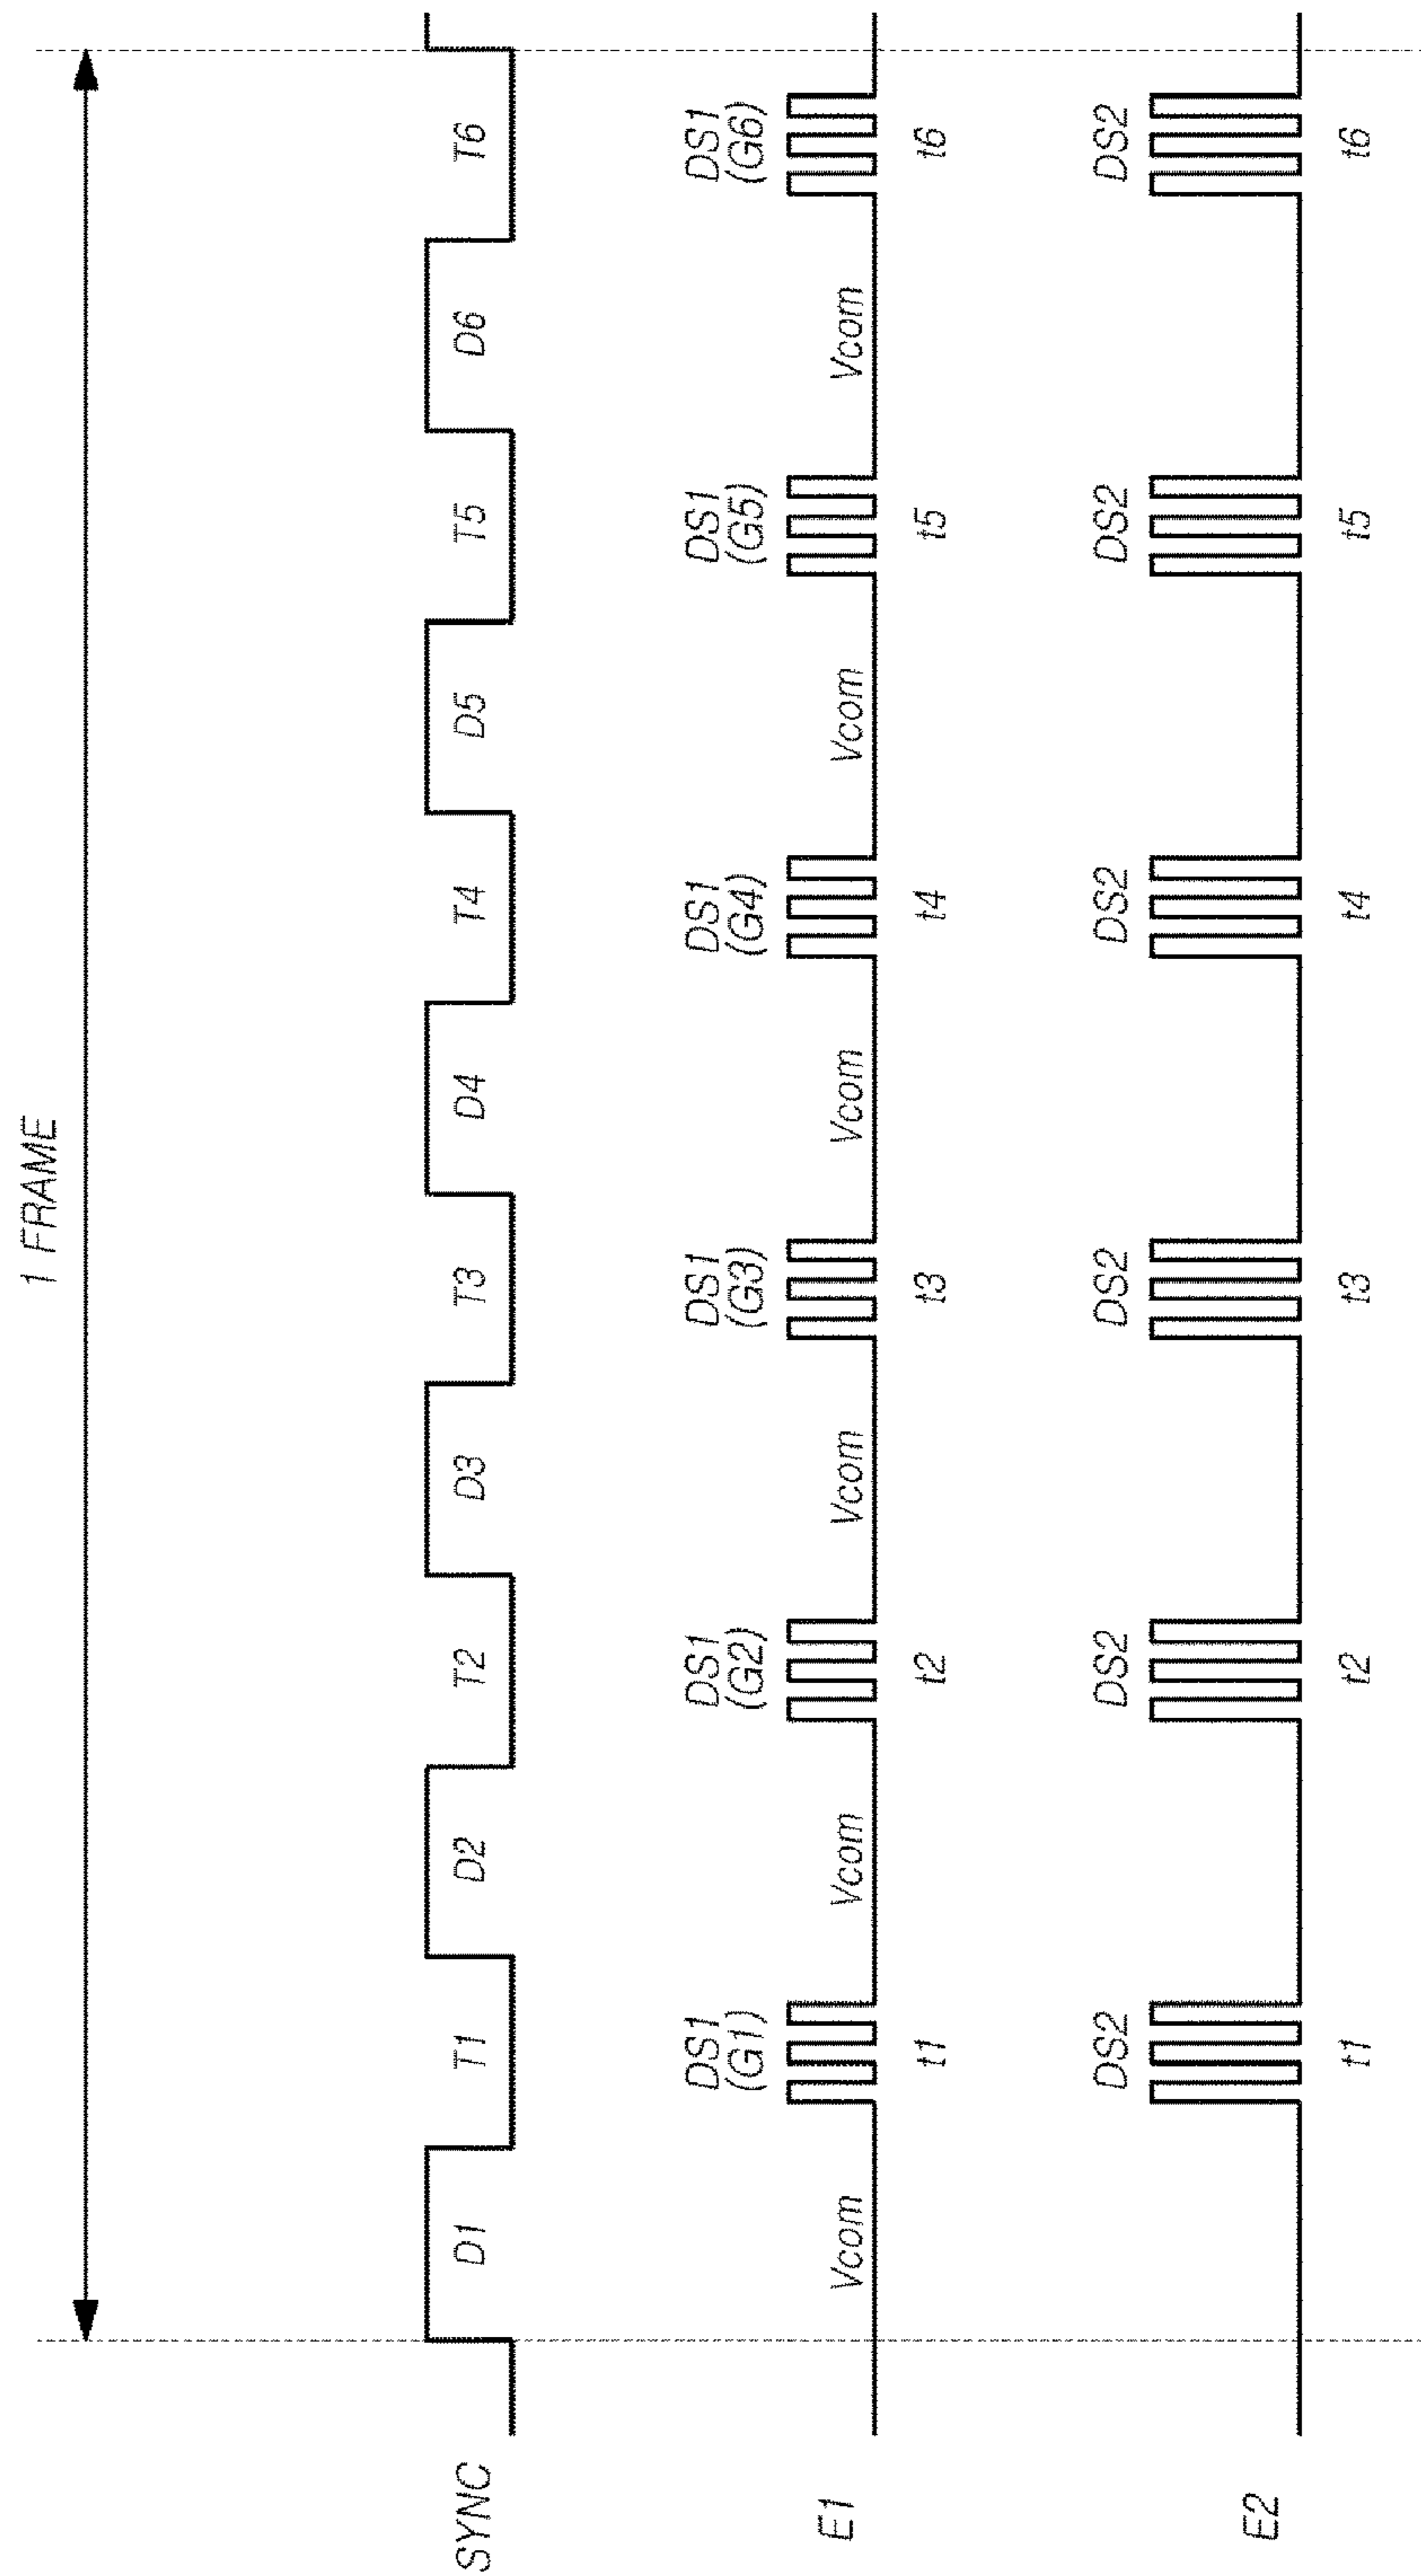 1 FRAME
SYNC
D1
T1
D2
T2
D3
T3
D4
T4
D5
T5
D6
T6
E1
Vcom
DS1
(G1)
t1
Vcom
DS1
(G2)
t2
Vcom
DS1
(G3)
t3
Vcom
DS1
(G4)
t4
Vcom
DS1
(G5)
t5
Vcom
DS1
(G6)
t6
E2
DS2
t1
DS2
t2
DS2
t3
DS2
t4
DS2
t5
DS2
t6